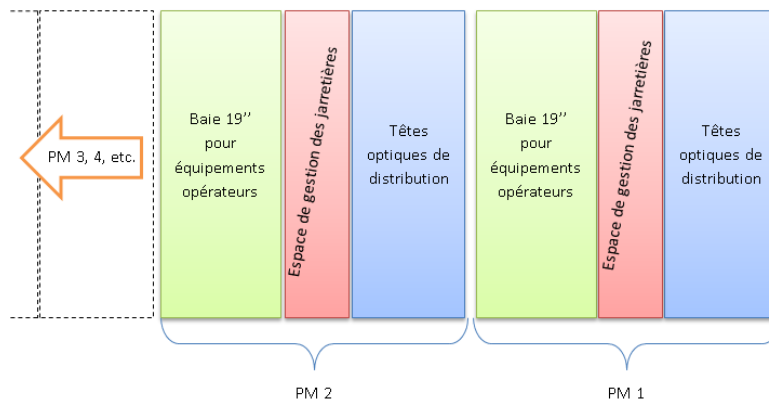 PM 3, 4, etc.
Baie 19’’
pour
équipements
opérateurs
Espace de gestion des jarretières
Têtes
optiques de
distribution
Baie 19’’
pour
équipements
opérateurs
Espace de gestion des jarretières
Têtes
optiques de
distribution
PM 2
PM 1